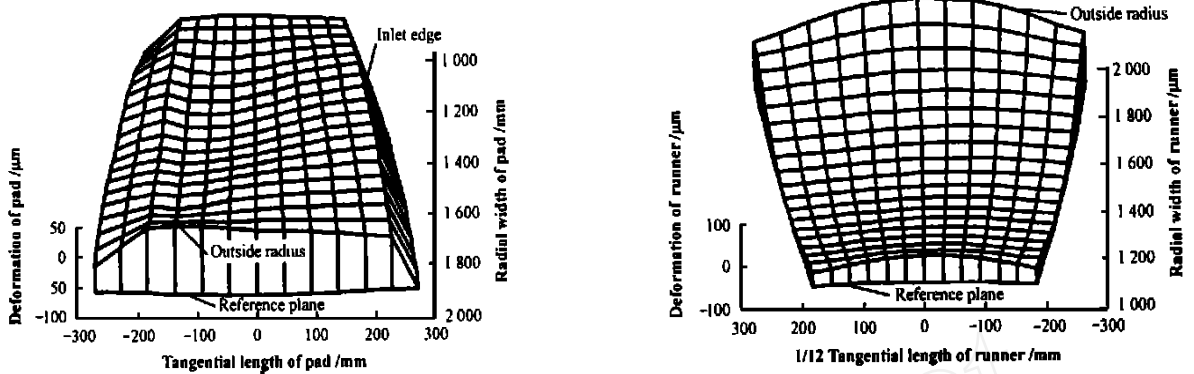 Inlet edge
1 000
1 200
1 400
1 600
1 800
2 000
Radial width of pad /mm
Deformation of pad /μm
50
0
50
−100
Outside radius
Reference plane
−300 −200 −100 0 100 200 300
Tangential length of pad /mm
Outside radius
2 000
1 800
1 600
1 400
1 200
1 000
Radial width of runner /μm
Deformation of runner /μm
100
0
−100
Reference plane
300 200 100 0 −100 −200 −300
1/12 Tangential length of runner /mm